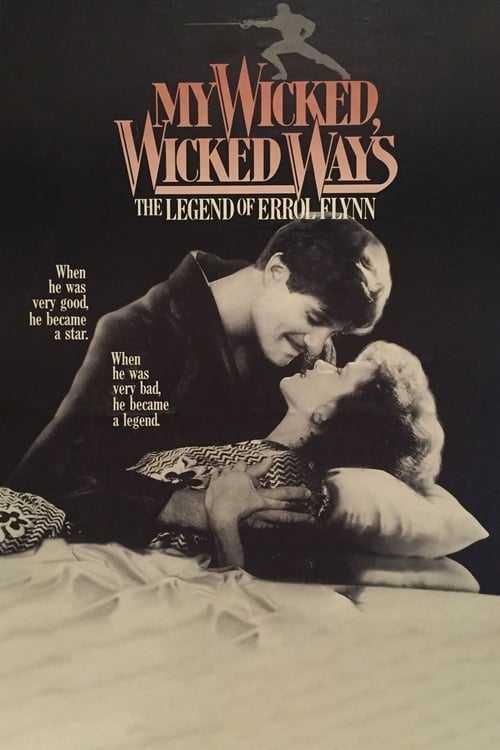 MY WICKED,
WICKED WAYS
THE LEGEND OF ERROL FLYNN
When
he was
very good,
he became
a star.
When
he was
very bad,
he became
a legend.